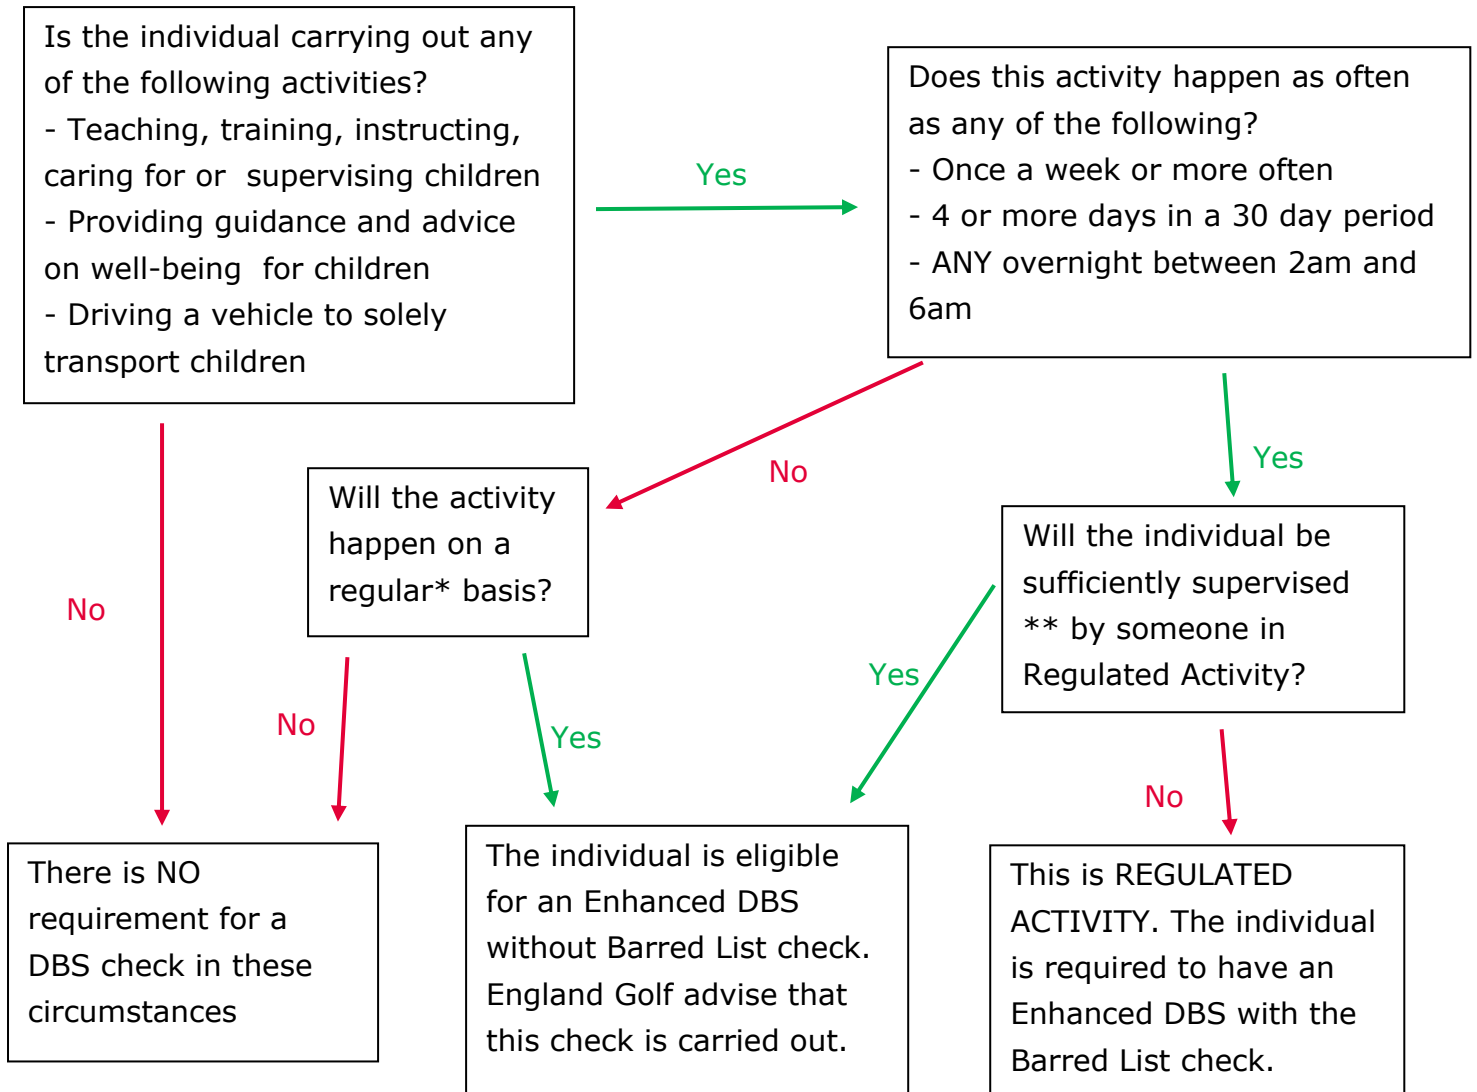 Is the individual carrying out any
of the following activities?
- Teaching, training, instructing,
caring for or  supervising children
- Providing guidance and advice
on well-being  for children
- Driving a vehicle to solely
transport children
Yes
Does this activity happen as often
as any of the following?
- Once a week or more often
- 4 or more days in a 30 day period
- ANY overnight between 2am and
6am
No
Yes
No
Will the activity
happen on a
regular* basis?
Will the individual be
sufficiently supervised
** by someone in
Regulated Activity?
No
Yes
Yes
No
There is NO
requirement for a
DBS check in these
circumstances
The individual is eligible
for an Enhanced DBS
without Barred List check.
England Golf advise that
this check is carried out.
This is REGULATED
ACTIVITY. The individual
is required to have an
Enhanced DBS with the
Barred List check.